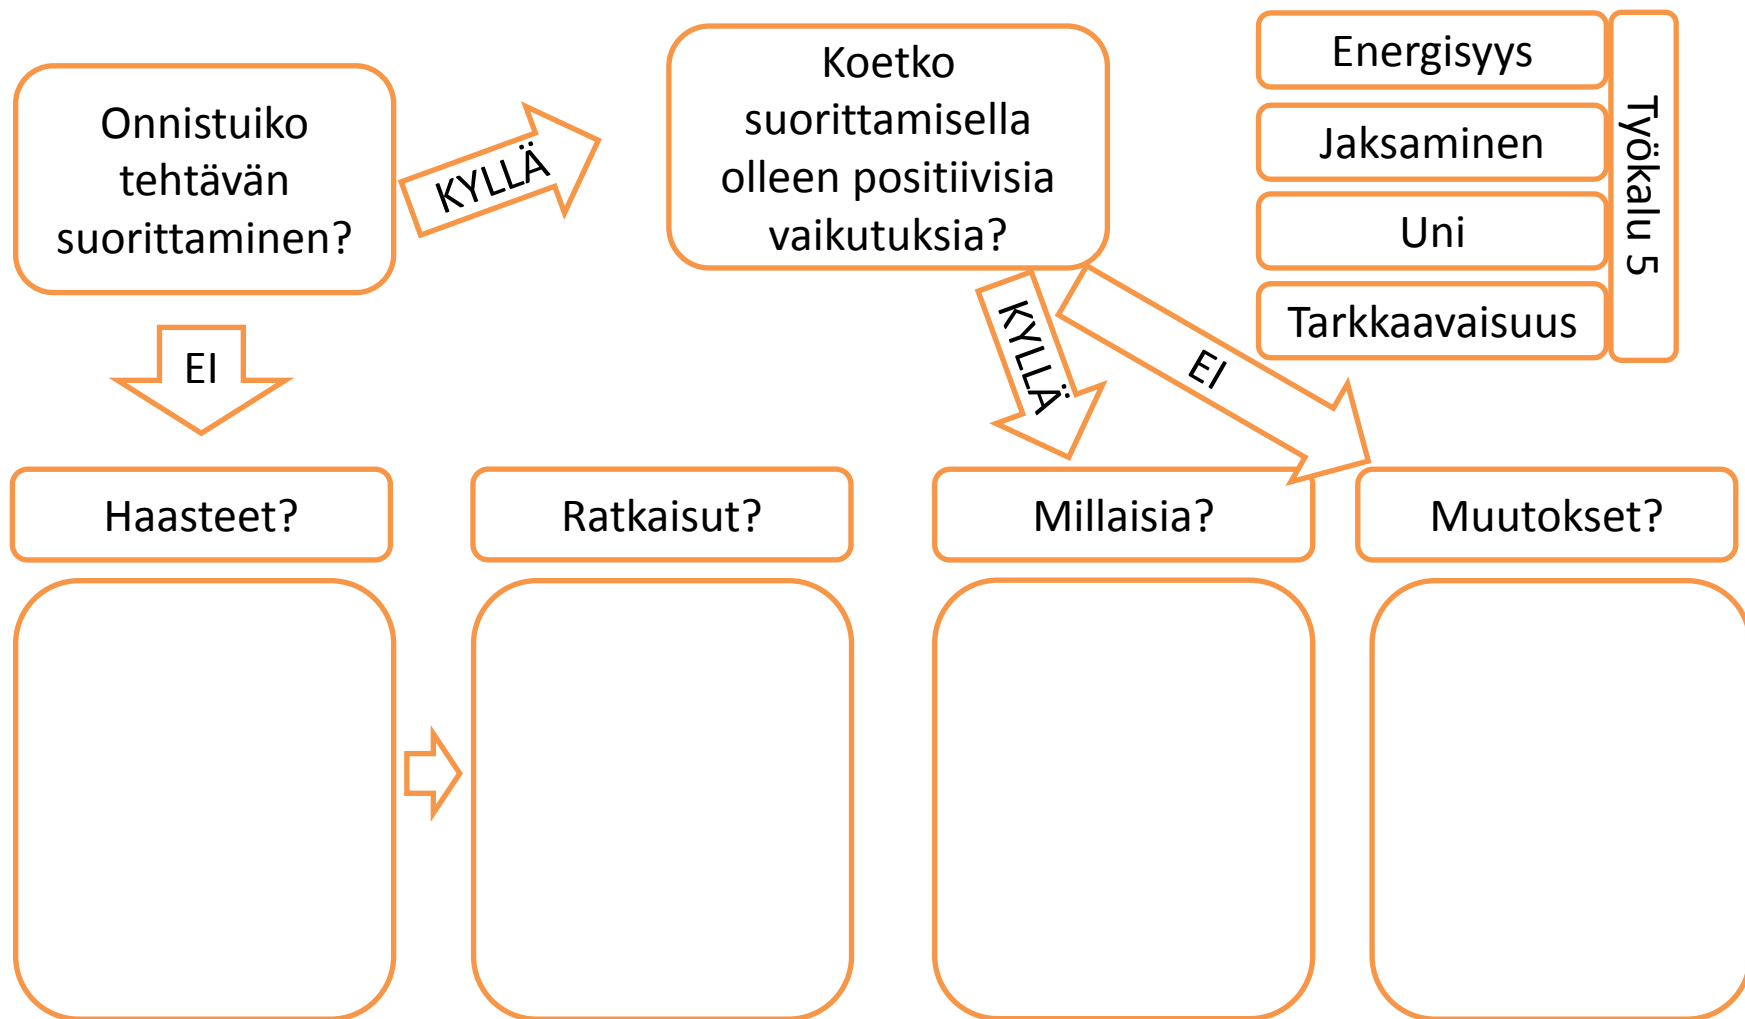 Onnistuiko
tehtävän
suorittaminen?
KYLLÄ
Koetko
suorittamisella
olleen positiivisia
vaikutuksia?
Energisyys
Jaksaminen
Uni
Tarkkaavaisuus
Työkalu 5
EI
KYLLÄ
EI
Haasteet?
Ratkaisut?
Millaisia?
Muutokset?